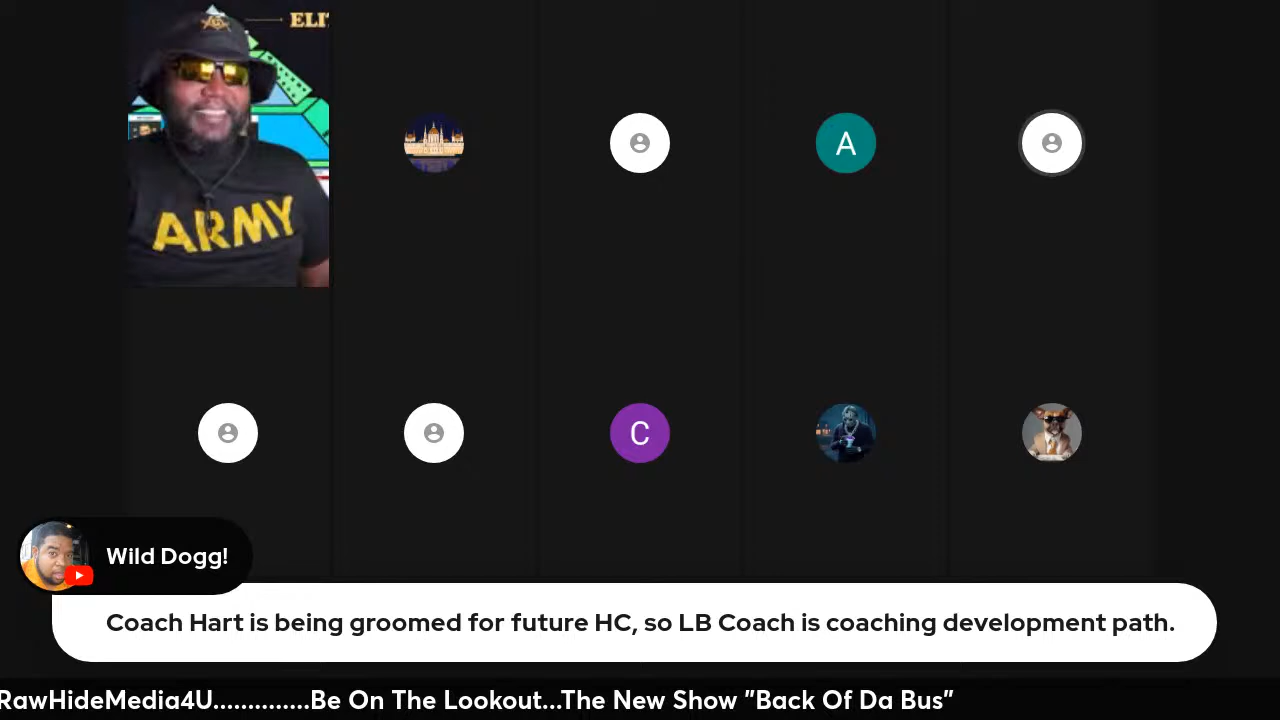 ELI
ARMY
A
C
Wild Dogg!
Coach Hart is being groomed for future HC, so LB Coach is coaching development path.
RawHideMedia4U..............Be On The Lookout...The New Show "Back Of Da Bus"